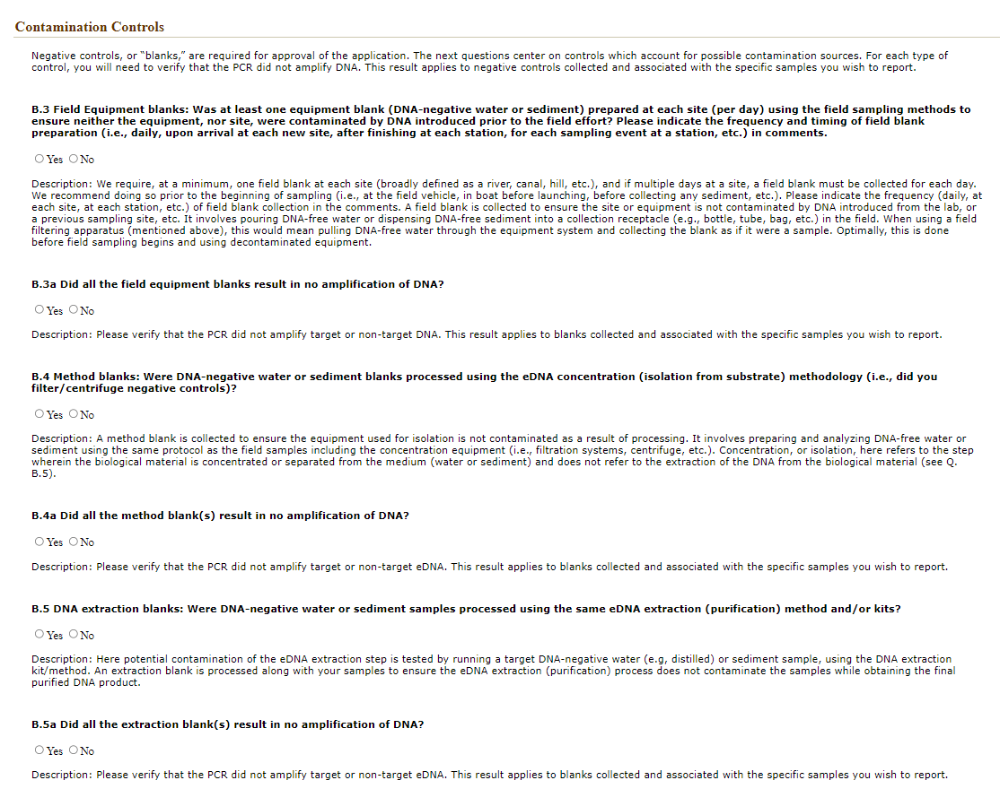 Contamination Controls
Negative controls, or "blanks," are required for approval of the application. The next questions center on controls which account for possible contamination sources. For each type of
control, you will need to verify that the PCR did not amplify DNA. This result applies to negative controls collected and associated with the specific samples you wish to report.
B.3 Field Equipment blanks: Was at least one equipment blank (DNA-negative water or sediment) prepared at each site (per day) using the field sampling methods to
ensure neither the equipment, nor site, were contaminated by DNA introduced prior to the field effort? Please indicate the frequency and timing of field blank
preparation (i.e., daily, upon arrival at each new site, after finishing at each station, for each sampling event at a station, etc.) in comments.
Yes No
Description: We require, at a minimum, one field blank at each site (broadly defined as a river, canal, hill, etc.), and if multiple days at a site, a field blank must be collected for each day.
We recommend doing so prior to the beginning of sampling (i.e., at the field vehicle, in boat before launching, before collecting any sediment, etc.). Please indicate the frequency (daily, at
each site, at each station, etc.) of field blank collection in the comments. A field blank is collected to ensure the site or equipment is not contaminated by DNA introduced from the lab, or
a previous sampling site, etc. It involves pouring DNA-free water or dispensing DNA-free sediment into a collection receptacle (e.g., bottle, tube, bag, etc.) in the field. When using a field
filtering apparatus (mentioned above), this would mean pulling DNA-free water through the equipment system and collecting the blank as if it were a sample. Optimally, this is done
before field sampling begins and using decontaminated equipment.
B.3a Did all the field equipment blanks result in no amplification of DNA?
Yes No
Description: Please verify that the PCR did not amplify target or non-target DNA. This result applies to blanks collected and associated with the specific samples you wish to report.
B.4 Method blanks: Were DNA-negative water or sediment blanks processed using the eDNA concentration (isolation from substrate) methodology (i.e., did you
filter/centrifuge negative controls)?
Yes No
Description: A method blank is collected to ensure the equipment used for isolation is not contaminated as a result of processing. It involves preparing and analyzing DNA-free water or
sediment using the same protocol as the field samples including the concentration equipment (i.e., filtration systems, centrifuge, etc.). Concentration, or isolation, here refers to the step
wherein the biological material is concentrated or separated from the medium (water or sediment) and does not refer to the extraction of the DNA from the biological material (see Q.
B.5).
B.4a Did all the method blank(s) result in no amplification of DNA?
Yes No
Description: Please verify that the PCR did not amplify target or non-target eDNA. This result applies to blanks collected and associated with the specific samples you wish to report.
B.5 DNA extraction blanks: Were DNA-negative water or sediment samples processed using the same eDNA extraction (purification) method and/or kits?
Yes No
Description: Here potential contamination of the eDNA extraction step is tested by running a target DNA-negative water (e.g, distilled) or sediment sample, using the DNA extraction
kit/method. An extraction blank is processed along with your samples to ensure the eDNA extraction (purification) process does not contaminate the samples while obtaining the final
purified DNA product.
B.5a Did all the extraction blank(s) result in no amplification of DNA?
Yes No
Description: Please verify that the PCR did not amplify target or non-target eDNA. This result applies to blanks collected and associated with the specific samples you wish to report.